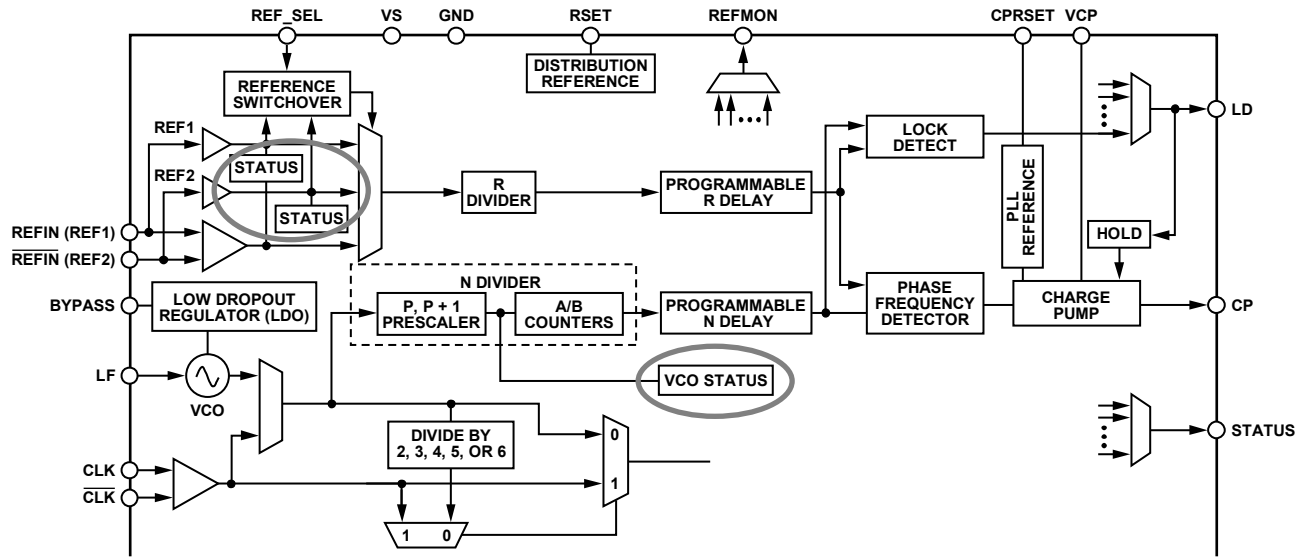 REF_SEL
VS
GND
RSET
REFMON
CPRSET
VCP
DISTRIBUTION
REFERENCE
REFERENCE
SWITCHOVER
REF1
STATUS
REF2
STATUS
LOCK
DETECT
LD
R
DIVIDER
PROGRAMMABLE
R DELAY
PLL
REFERENCE
HOLD
REFIN (REF1)
REFIN (REF2)
N DIVIDER
BYPASS
LOW DROPOUT
REGULATOR (LDO)
P, P + 1
PRESCALER
A/B
COUNTERS
PROGRAMMABLE
N DELAY
PHASE
FREQUENCY
DETECTOR
CHARGE
PUMP
CP
LF
VCO
VCO STATUS
STATUS
DIVIDE BY
2, 3, 4, 5, OR 6
0
1
CLK
CLK
1 0